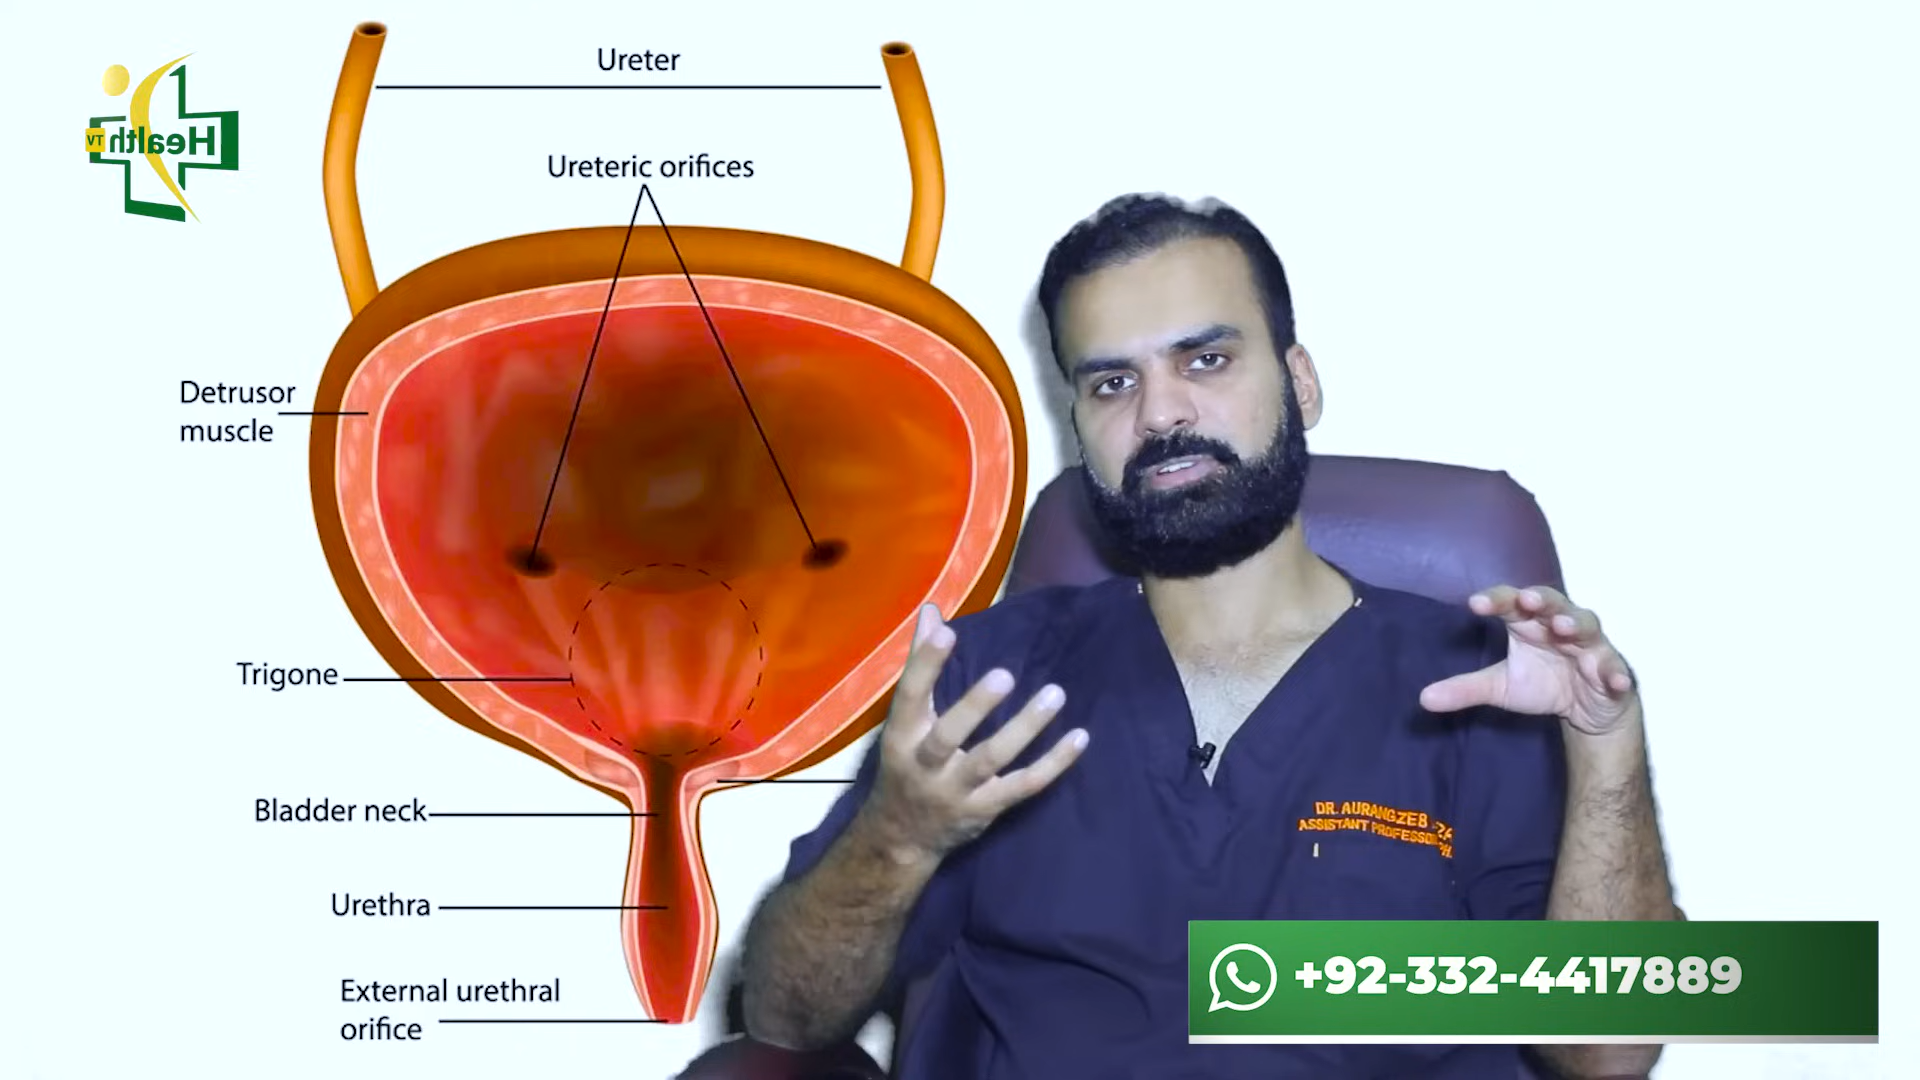 Health
TV
Ureter
Ureteric orifices
Detrusor
muscle
Trigone
Bladder neck
Urethra
External urethral
orifice
DR. AURANGZEB
ASSISTANT PROFESSOR
+92-332-4417889